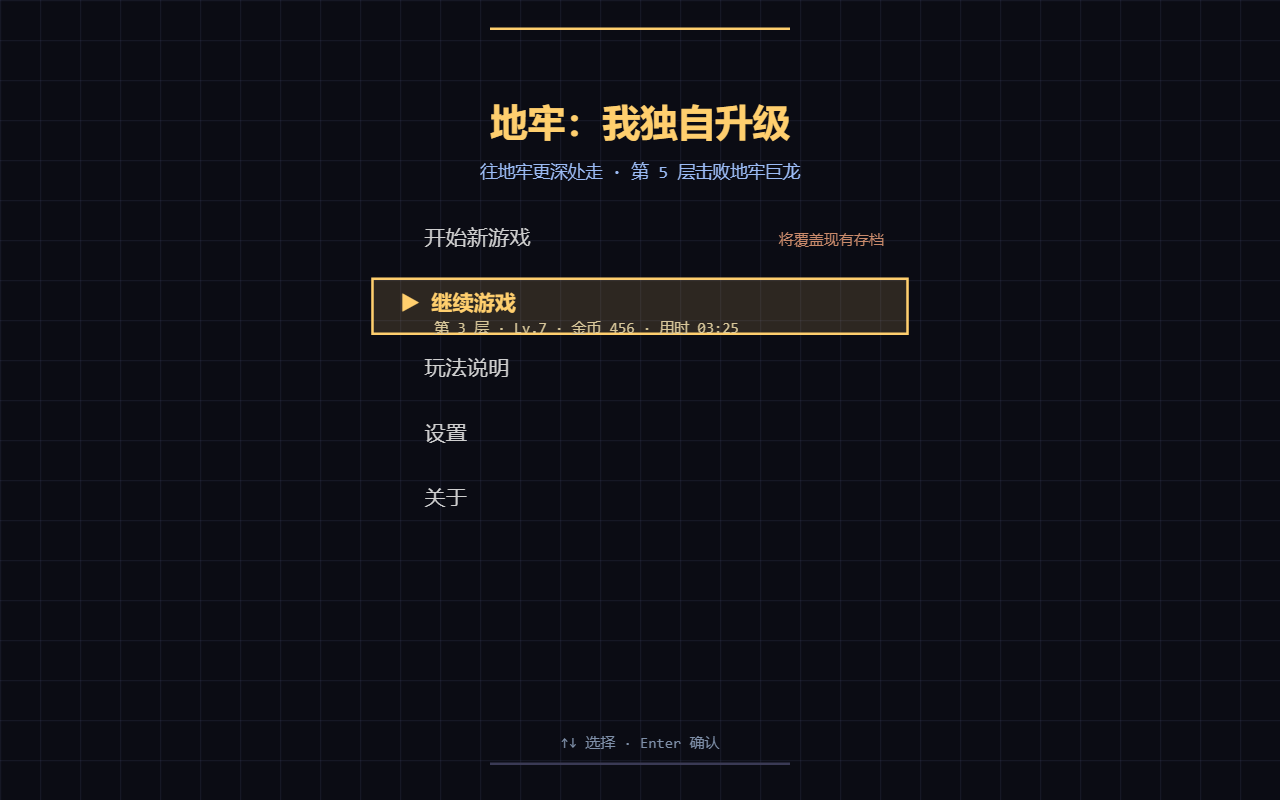 地牢：我独自升级
往地牢更深处走 · 第 5 层击败地牢巨龙
开始新游戏 将覆盖现有存档
▶ 继续游戏
第 3 层 · Lv.7 · 金币 456 · 用时 03:25
玩法说明
设置
关于
↑↓ 选择 · Enter 确认